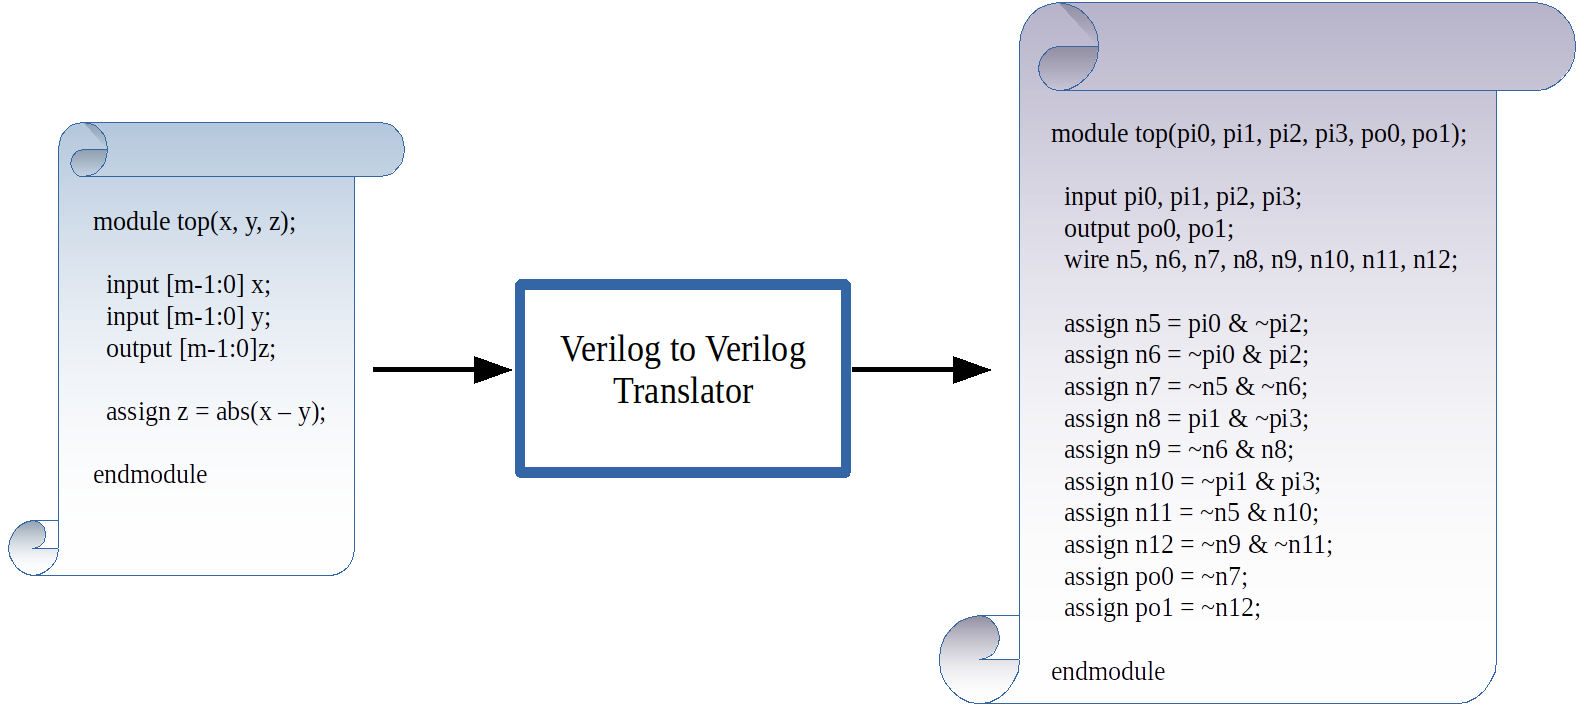 module top(x, y, z);
input [m-1:0] x;
input [m-1:0] y;
output [m-1:0]z;
assign z = abs(x – y);
endmodule
Verilog to Verilog
Translator
module top(pi0, pi1, pi2, pi3, po0, po1);
input pi0, pi1, pi2, pi3;
output po0, po1;
wire n5, n6, n7, n8, n9, n10, n11, n12;
assign n5 = pi0 & ~pi2;
assign n6 = ~pi0 & pi2;
assign n7 = ~n5 & ~n6;
assign n8 = pi1 & ~pi3;
assign n9 = ~n6 & n8;
assign n10 = ~pi1 & pi3;
assign n11 = ~n5 & n10;
assign n12 = ~n9 & ~n11;
assign po0 = ~n7;
assign po1 = ~n12;
endmodule